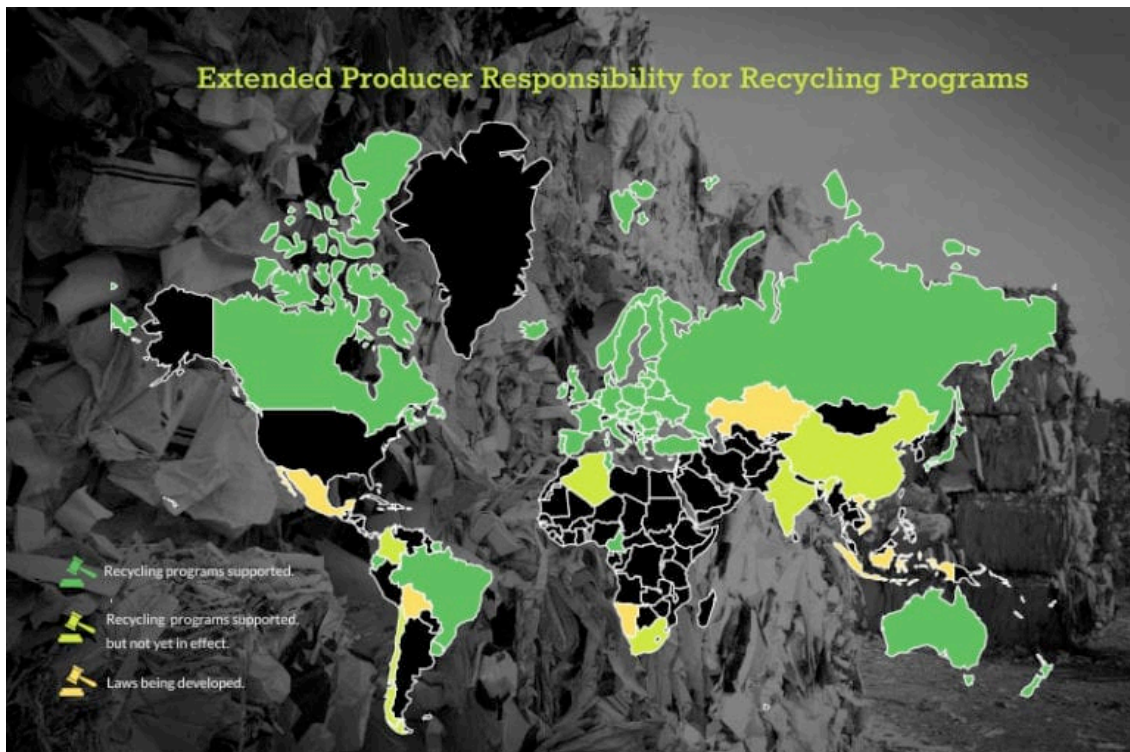 Extended Producer Responsibility for Recycling Programs
Recycling programs supported.
Recycling programs supported,
but not yet in effect.
Laws being developed.